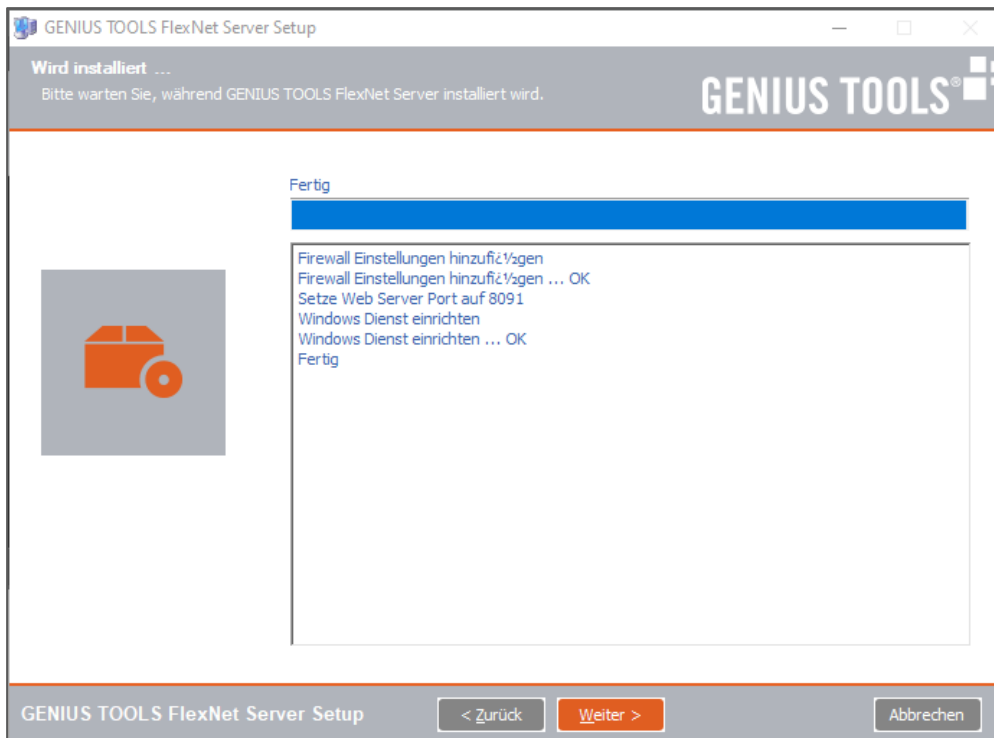 GENIUS TOOLS FlexNet Server Setup
Wird installiert ...
Bitte warten Sie, während GENIUS TOOLS FlexNet Server installiert wird.
GENIUS TOOLS®
Fertig
Firewall Einstellungen hinzufï¿½gen
Firewall Einstellungen hinzufï¿½gen ... OK
Setze Web Server Port auf 8091
Windows Dienst einrichten
Windows Dienst einrichten ... OK
Fertig
GENIUS TOOLS FlexNet Server Setup
< Zurück
Weiter >
Abbrechen